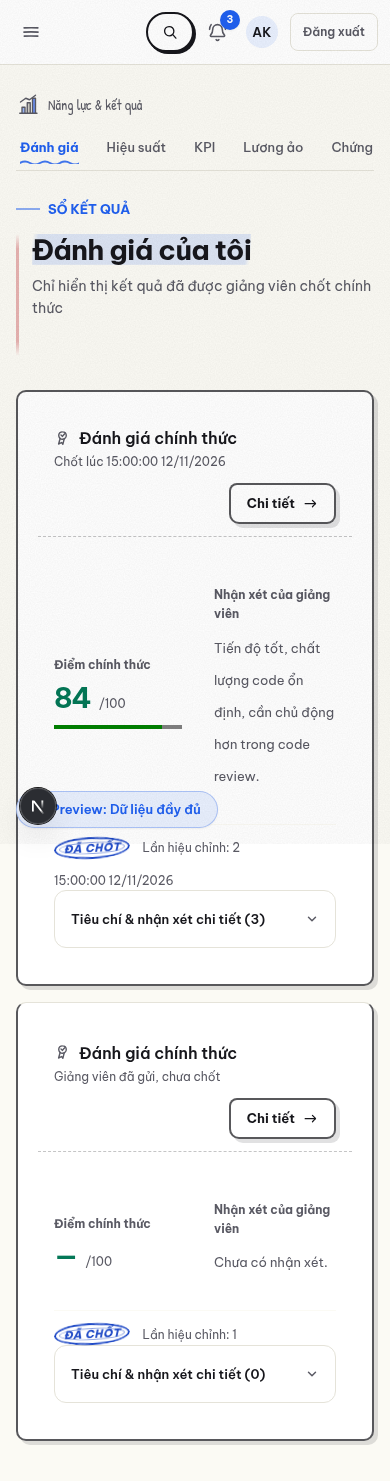 3
AK
Đăng xuất
Năng lực & kết quả
Đánh giá
Hiệu suất
KPI
Lương ảo
Chứng
SỔ KẾT QUẢ
Đánh giá của tôi
Chỉ hiển thị kết quả đã được giảng viên chốt chính
thức
Đánh giá chính thức
Chốt lúc 15:00:00 12/11/2026
Chi tiết →
Điểm chính thức
84 /100
Nhận xét của giảng
viên
Tiến độ tốt, chất
lượng code ổn
định, cần chủ động
hơn trong code
review.
N
Preview: Dữ liệu đầy đủ
ĐÃ CHỐT
Lần hiệu chỉnh: 2
15:00:00 12/11/2026
Tiêu chí & nhận xét chi tiết (3)
Đánh giá chính thức
Giảng viên đã gửi, chưa chốt
Chi tiết →
Điểm chính thức
– /100
Nhận xét của giảng
viên
Chưa có nhận xét.
ĐÃ CHỐT
Lần hiệu chỉnh: 1
Tiêu chí & nhận xét chi tiết (0)